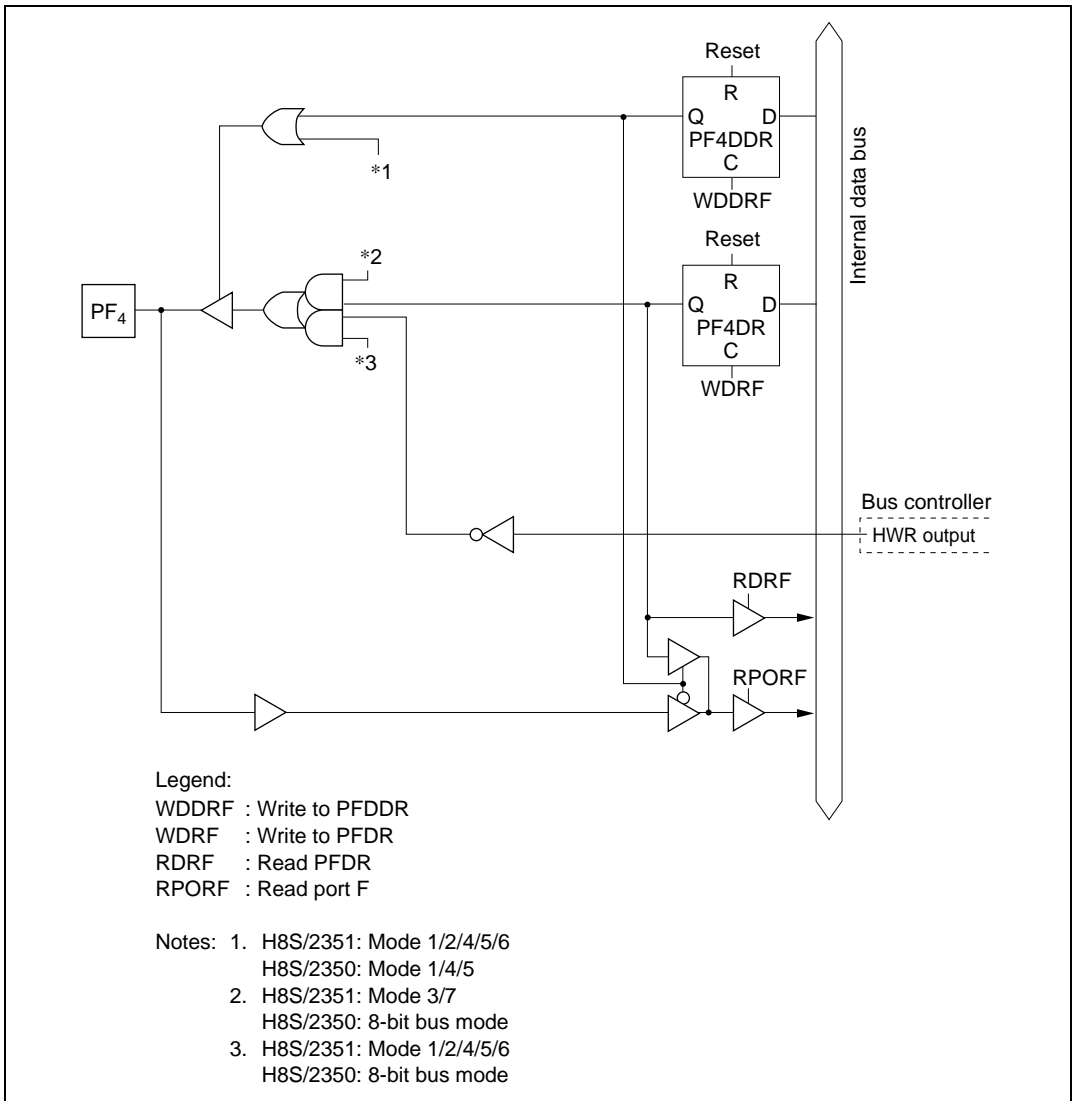 Reset
R
Q D
PF4DDR
C
WDDRF
*1
Reset
R
Q D
PF4DR
C
WDRF
*2
PF4
*3
Internal data bus
Bus controller
HWR output
RDRF
RPORF
Legend:
WDDRF : Write to PFDDR
WDRF : Write to PFDR
RDRF : Read PFDR
RPORF : Read port F
Notes: 1. H8S/2351: Mode 1/2/4/5/6
H8S/2350: Mode 1/4/5
2. H8S/2351: Mode 3/7
H8S/2350: 8-bit bus mode
3. H8S/2351: Mode 1/2/4/5/6
H8S/2350: 8-bit bus mode